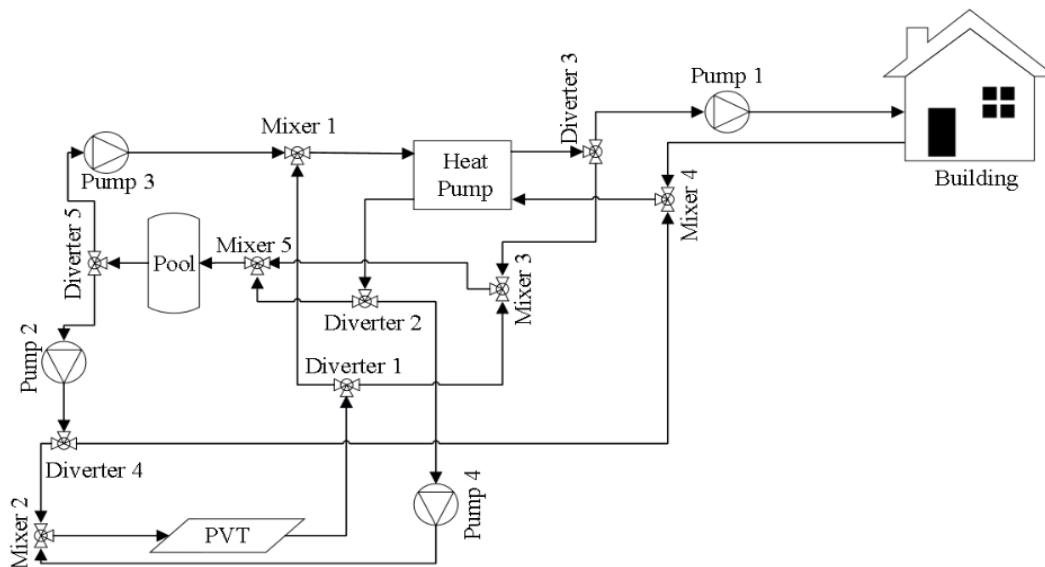 Diverter 3
Pump 1
Mixer 1
Heat
Pump
Pump 3
Mixer 4
Building
Diverter 5
Pool
Mixer 5
Mixer 3
Diverter 2
Pump 2
Diverter 1
Diverter 4
Pump 4
Mixer 2
PVT